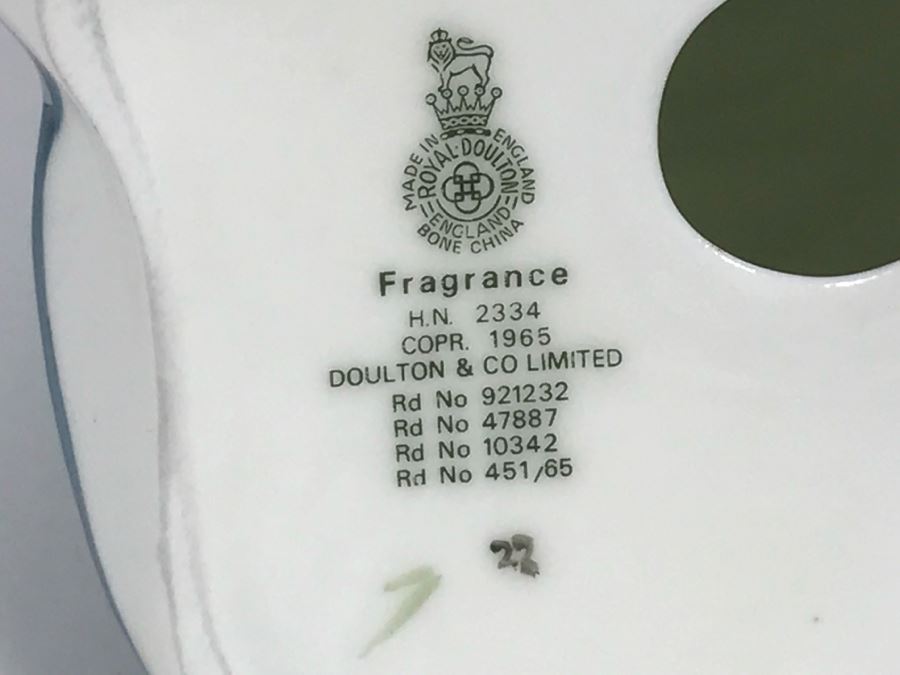 MADE IN ENGLAND
ROYAL·DOULTON
ENGLAND
BONE CHINA
Fragrance
H.N. 2334
COPR. 1965
DOULTON & CO LIMITED
Rd No 921232
Rd No 47887
Rd No 10342
Rd No 451/65
22